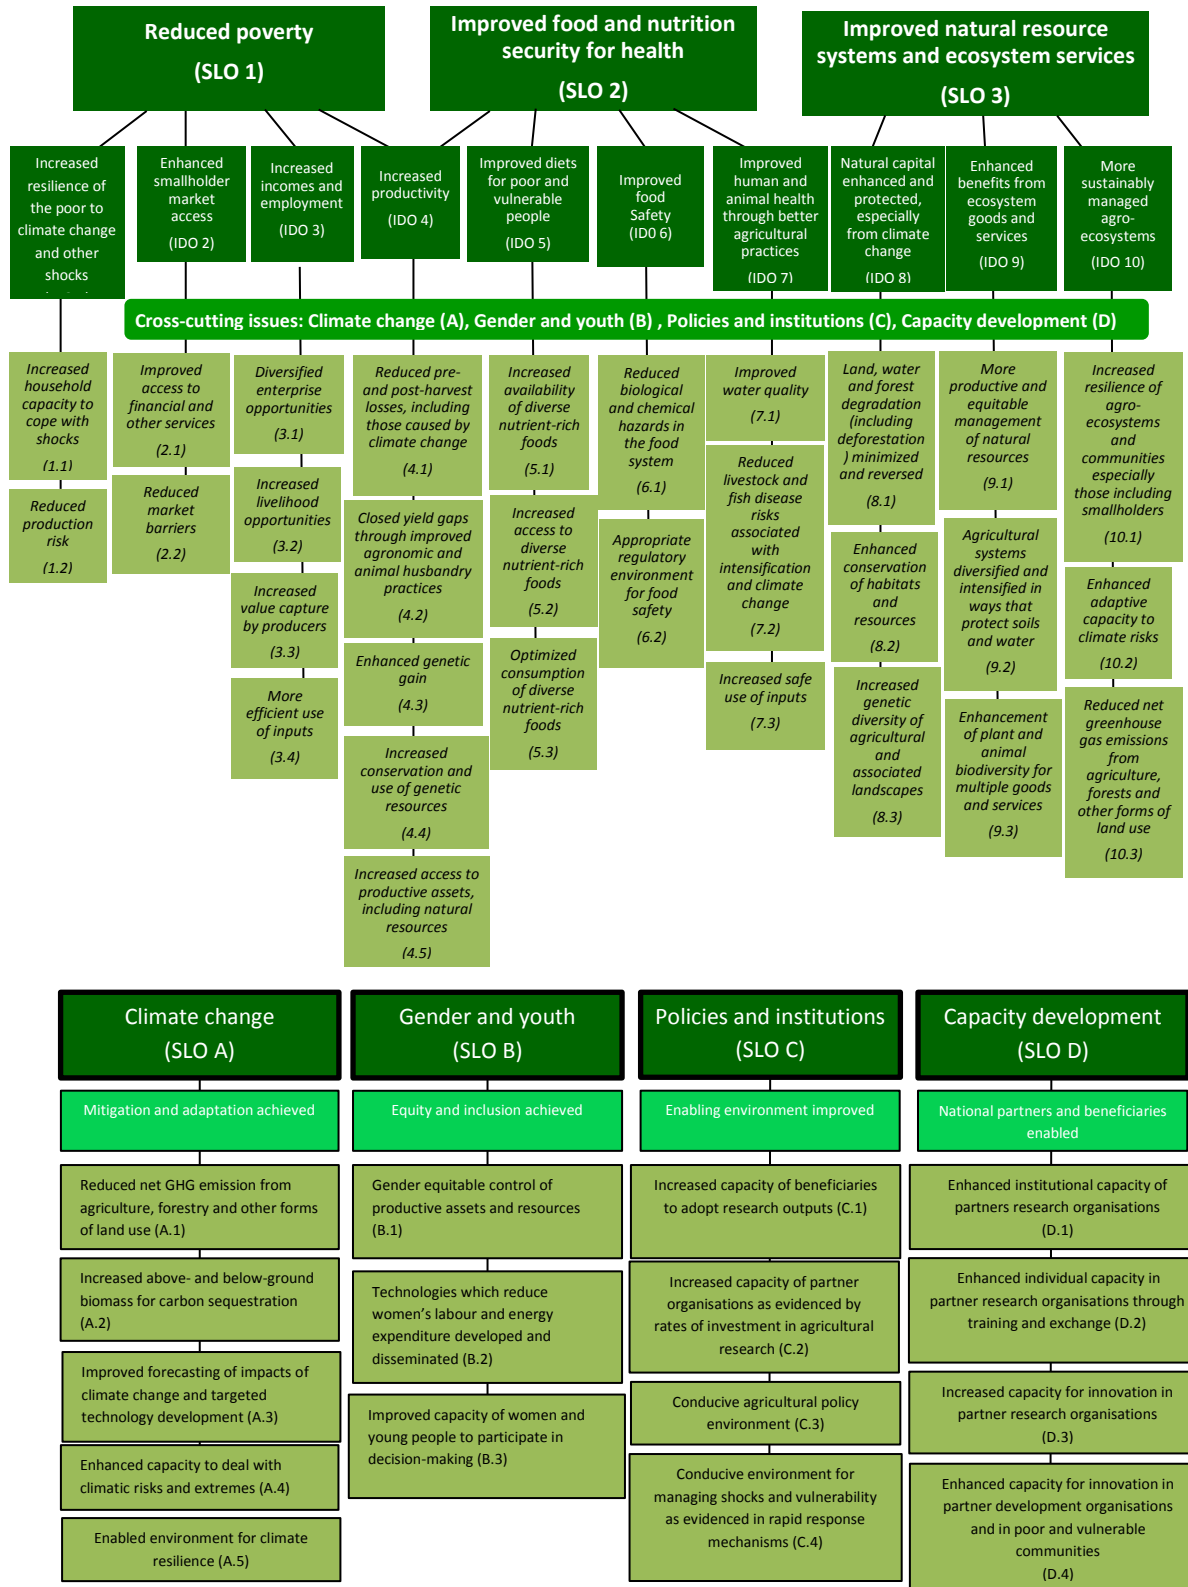 Reduced poverty
(SLO 1)
Improved food and nutrition
security for health
(SLO 2)
Improved natural resource
systems and ecosystem services
(SLO 3)
Increased
resilience of
the poor to
climate change
and other
shocks
Enhanced
smallholder
market
access
(IDO 2)
Increased
incomes and
employment
(IDO 3)
Increased
productivity
(IDO 4)
Improved diets
for poor and
vulnerable
people
(IDO 5)
Improved
food
Safety
(ID0 6)
Improved
human and
animal health
through better
agricultural
practices
(IDO 7)
Natural capital
enhanced and
protected,
especially
from climate
change
(IDO 8)
Enhanced
benefits from
ecosystem
goods and
services
(IDO 9)
More
sustainably
managed
agro-
ecosystems
(IDO 10)
Cross-cutting issues: Climate change (A), Gender and youth (B) , Policies and institutions (C), Capacity development (D)
Increased
household
capacity to
cope with
shocks
(1.1)
Reduced
production
risk
(1.2)
Improved
access to
financial and
other services
(2.1)
Reduced
market
barriers
(2.2)
Diversified
enterprise
opportunities
(3.1)
Increased
livelihood
opportunities
(3.2)
Increased
value capture
by producers
(3.3)
More
efficient use
of inputs
(3.4)
Reduced pre-
and post-harvest
losses, including
those caused by
climate change
(4.1)
Closed yield gaps
through improved
agronomic and
animal husbandry
practices
(4.2)
Enhanced genetic
gain
(4.3)
Increased
conservation and
use of genetic
resources
(4.4)
Increased access to
productive assets,
including natural
resources
(4.5)
Increased
availability
of diverse
nutrient-rich
foods
(5.1)
Increased
access to
diverse
nutrient-rich
foods
(5.2)
Optimized
consumption
of diverse
nutrient-rich
foods
(5.3)
Reduced
biological
and chemical
hazards in
the food
system
(6.1)
Appropriate
regulatory
environment
for food
safety
(6.2)
Improved
water quality
(7.1)
Reduced
livestock and
fish disease
risks
associated
with
intensification
and climate
change
(7.2)
Increased safe
use of inputs
(7.3)
Land, water
and forest
degradation
(including
deforestation
) minimized
and reversed
(8.1)
Enhanced
conservation
of habitats
and
resources
(8.2)
Increased
genetic
diversity of
agricultural
and
associated
landscapes
(8.3)
More
productive and
equitable
management
of natural
resources
(9.1)
Agricultural
systems
diversified and
intensified in
ways that
protect soils
and water
(9.2)
Enhancement
of plant and
animal
biodiversity for
multiple goods
and services
(9.3)
Increased
resilience of
agro-
ecosystems
and
communities
especially
those including
smallholders
(10.1)
Enhanced
adaptive
capacity to
climate risks
(10.2)
Reduced net
greenhouse
gas emissions
from
agriculture,
forests and
other forms of
land use
(10.3)
Climate change
(SLO A)
Mitigation and adaptation achieved
Reduced net GHG emission from
agriculture, forestry and other forms
of land use (A.1)
Increased above- and below-ground
biomass for carbon sequestration
(A.2)
Improved forecasting of impacts of
climate change and targeted
technology development (A.3)
Enhanced capacity to deal with
climatic risks and extremes (A.4)
Enabled environment for climate
resilience (A.5)
Gender and youth
(SLO B)
Equity and inclusion achieved
Gender equitable control of
productive assets and resources
(B.1)
Technologies which reduce
women’s labour and energy
expenditure developed and
disseminated (B.2)
Improved capacity of women and
young people to participate in
decision-making (B.3)
Policies and institutions
(SLO C)
Enabling environment improved
Increased capacity of beneficiaries
to adopt research outputs (C.1)
Increased capacity of partner
organisations as evidenced by
rates of investment in agricultural
research (C.2)
Conducive agricultural policy
environment (C.3)
Conducive environment for
managing shocks and vulnerability
as evidenced in rapid response
mechanisms (C.4)
Capacity development
(SLO D)
National partners and beneficiaries
enabled
Enhanced institutional capacity of
partners research organisations
(D.1)
Enhanced individual capacity in
partner research organisations through
training and exchange (D.2)
Increased capacity for innovation in
partner research organisations
(D.3)
Enhanced capacity for innovation in
partner development organisations
and in poor and vulnerable
communities
(D.4)